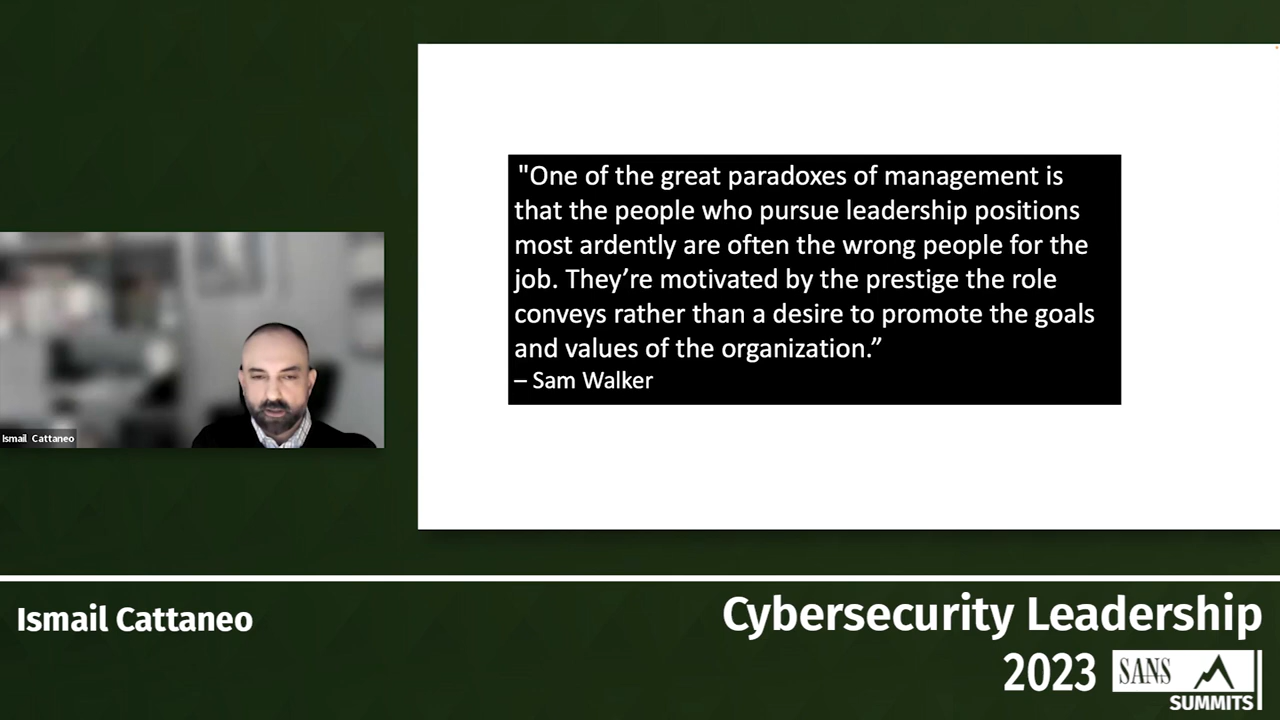 "One of the great paradoxes of management is
that the people who pursue leadership positions
most ardently are often the wrong people for the
job. They’re motivated by the prestige the role
conveys rather than a desire to promote the goals
and values of the organization.”
– Sam Walker
Ismail Cattaneo
Ismail Cattaneo
Cybersecurity Leadership
2023
SANS
SUMMITS